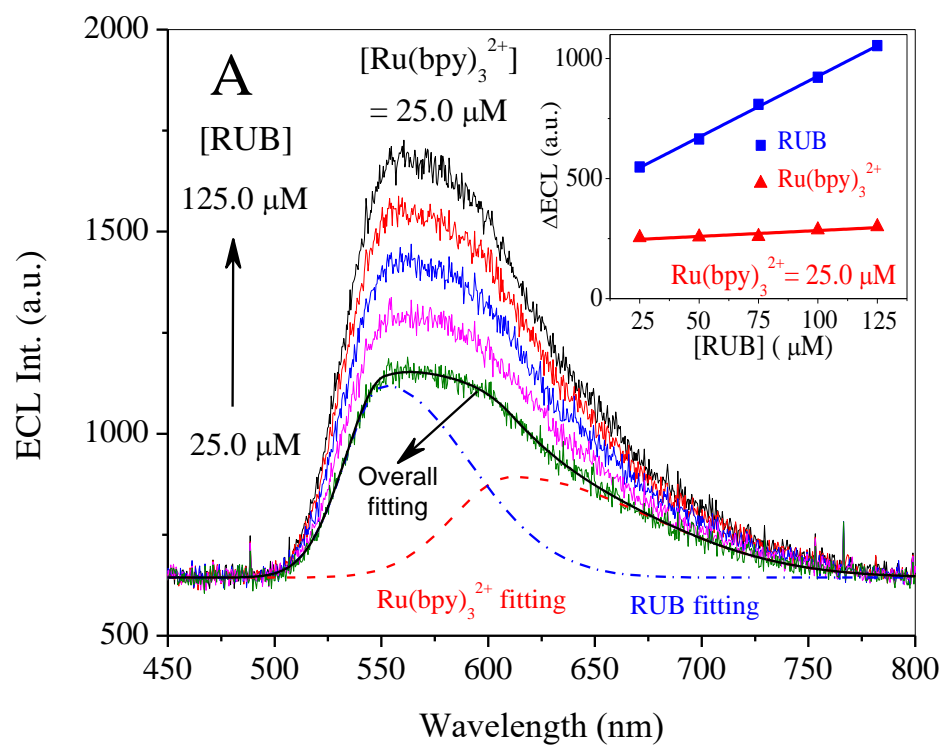 A
[Ru(bpy)₃²⁺]
= 25.0 μM
[RUB]
125.0 μM
25.0 μM
Overall
fitting
Ru(bpy)₃²⁺ fitting
RUB fitting
ECL Int. (a.u.)
2000
1500
1000
500
450 500 550 600 650 700 750 800
Wavelength (nm)
ΔECL (a.u.)
1000
500
0
RUB
Ru(bpy)₃²⁺
Ru(bpy)₃²⁺= 25.0 μM
25 50 75 100 125
[RUB] ( μM)